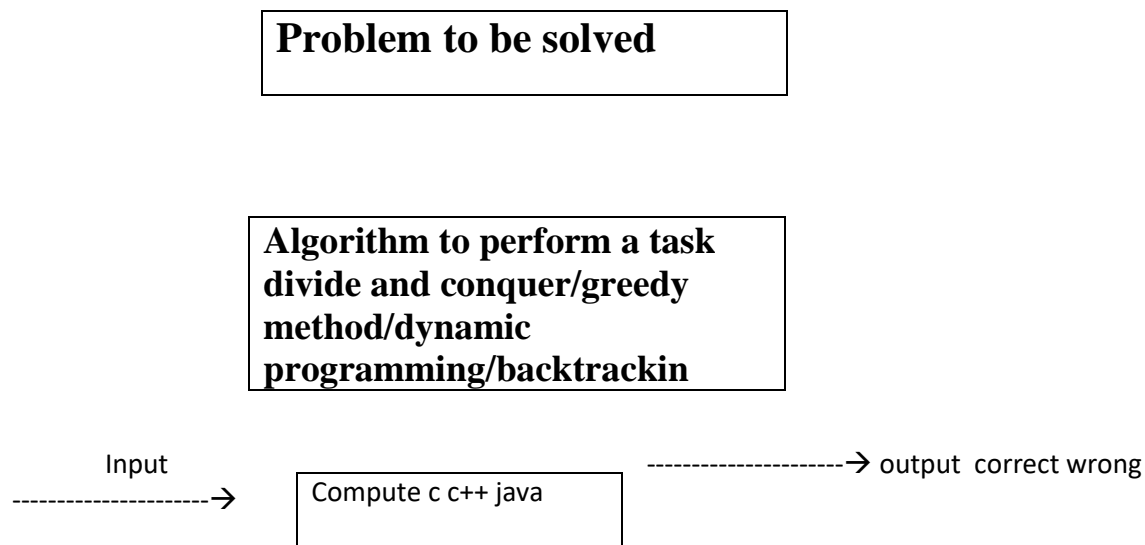 Problem to be solved
Algorithm to perform a task
divide and conquer/greedy
method/dynamic
programming/backtrackin
Input
----------------------→ output correct wrong
----------------------→
Compute c c++ java